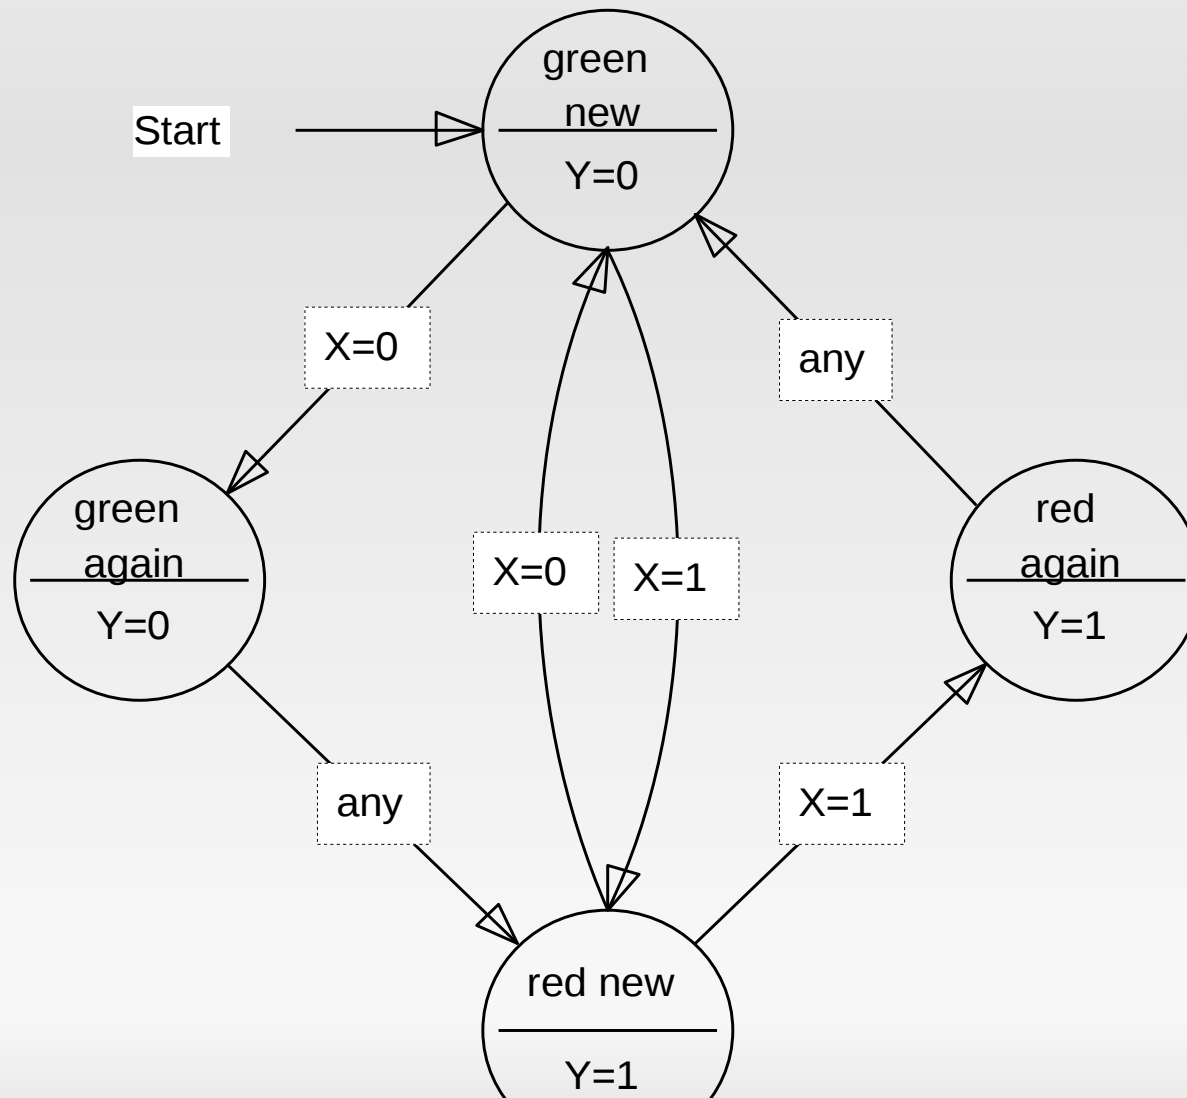 green
new
Start
Y=0
X=0
any
green
again
Y=0
X=0
X=1
red
again
Y=1
any
X=1
red new
Y=1